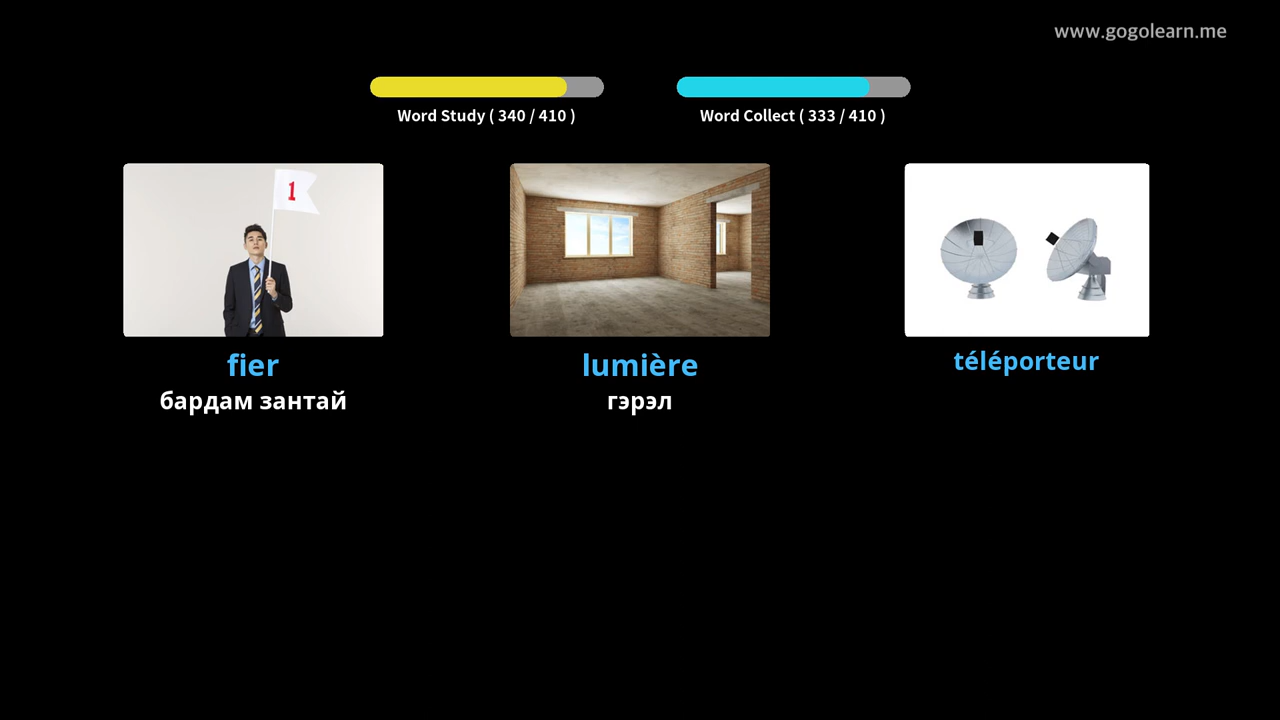 www.gogolearn.me
Word Study ( 340 / 410 )
Word Collect ( 333 / 410 )
1
fier
бардам зантай
lumière
гэрэл
téléporteur